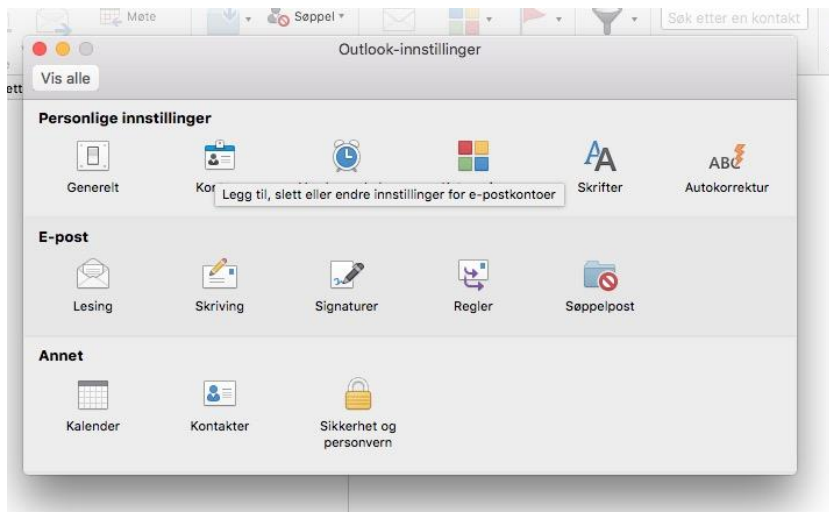 Møte
Søppel
Søk etter en kontakt
Outlook-innstillinger
Vis alle
ett
Personlige innstillinger
Generelt
Legg til, slett eller endre innstillinger for e-postkontoer
Skrifter
ABC
Autokorrektur
E-post
Lesing
Skriving
Signaturer
Regler
Søppelpost
Annet
Kalender
Kontakter
Sikkerhet og
personvern